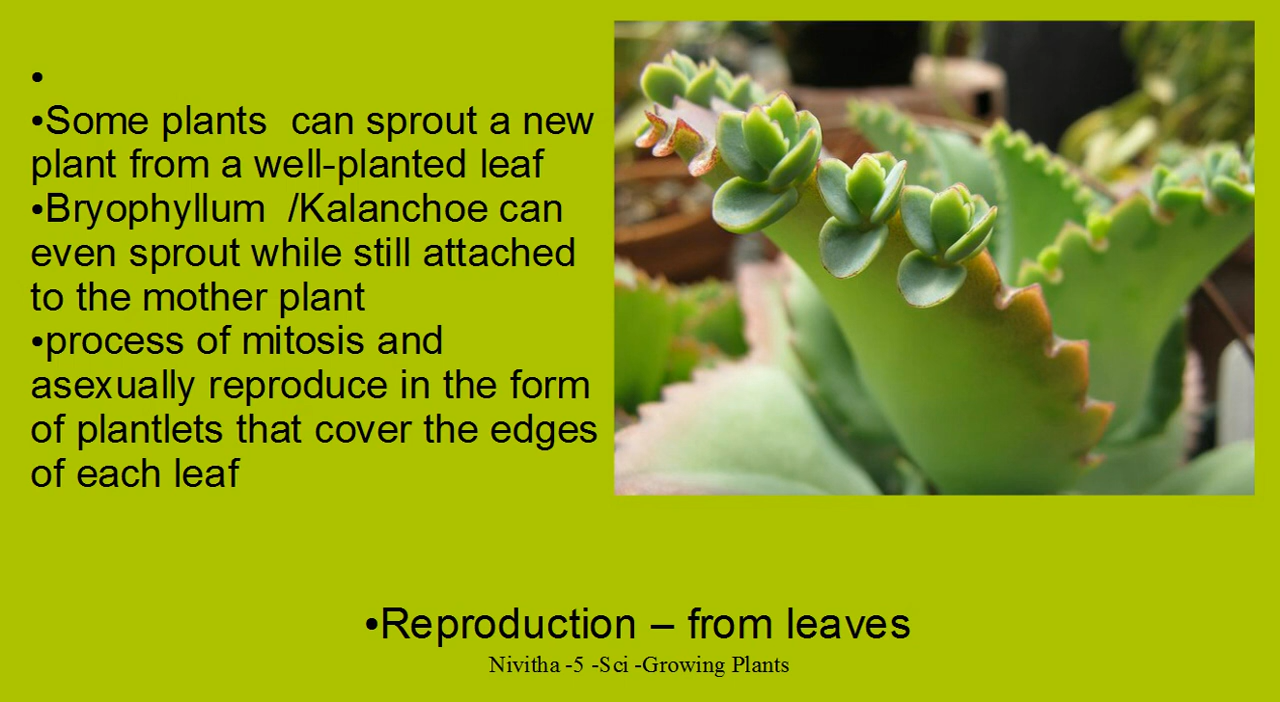 •
•Some plants  can sprout a new
plant from a well-planted leaf
•Bryophyllum  /Kalanchoe can
even sprout while still attached
to the mother plant
•process of mitosis and
asexually reproduce in the form
of plantlets that cover the edges
of each leaf
•Reproduction – from leaves
Nivitha -5 -Sci -Growing Plants